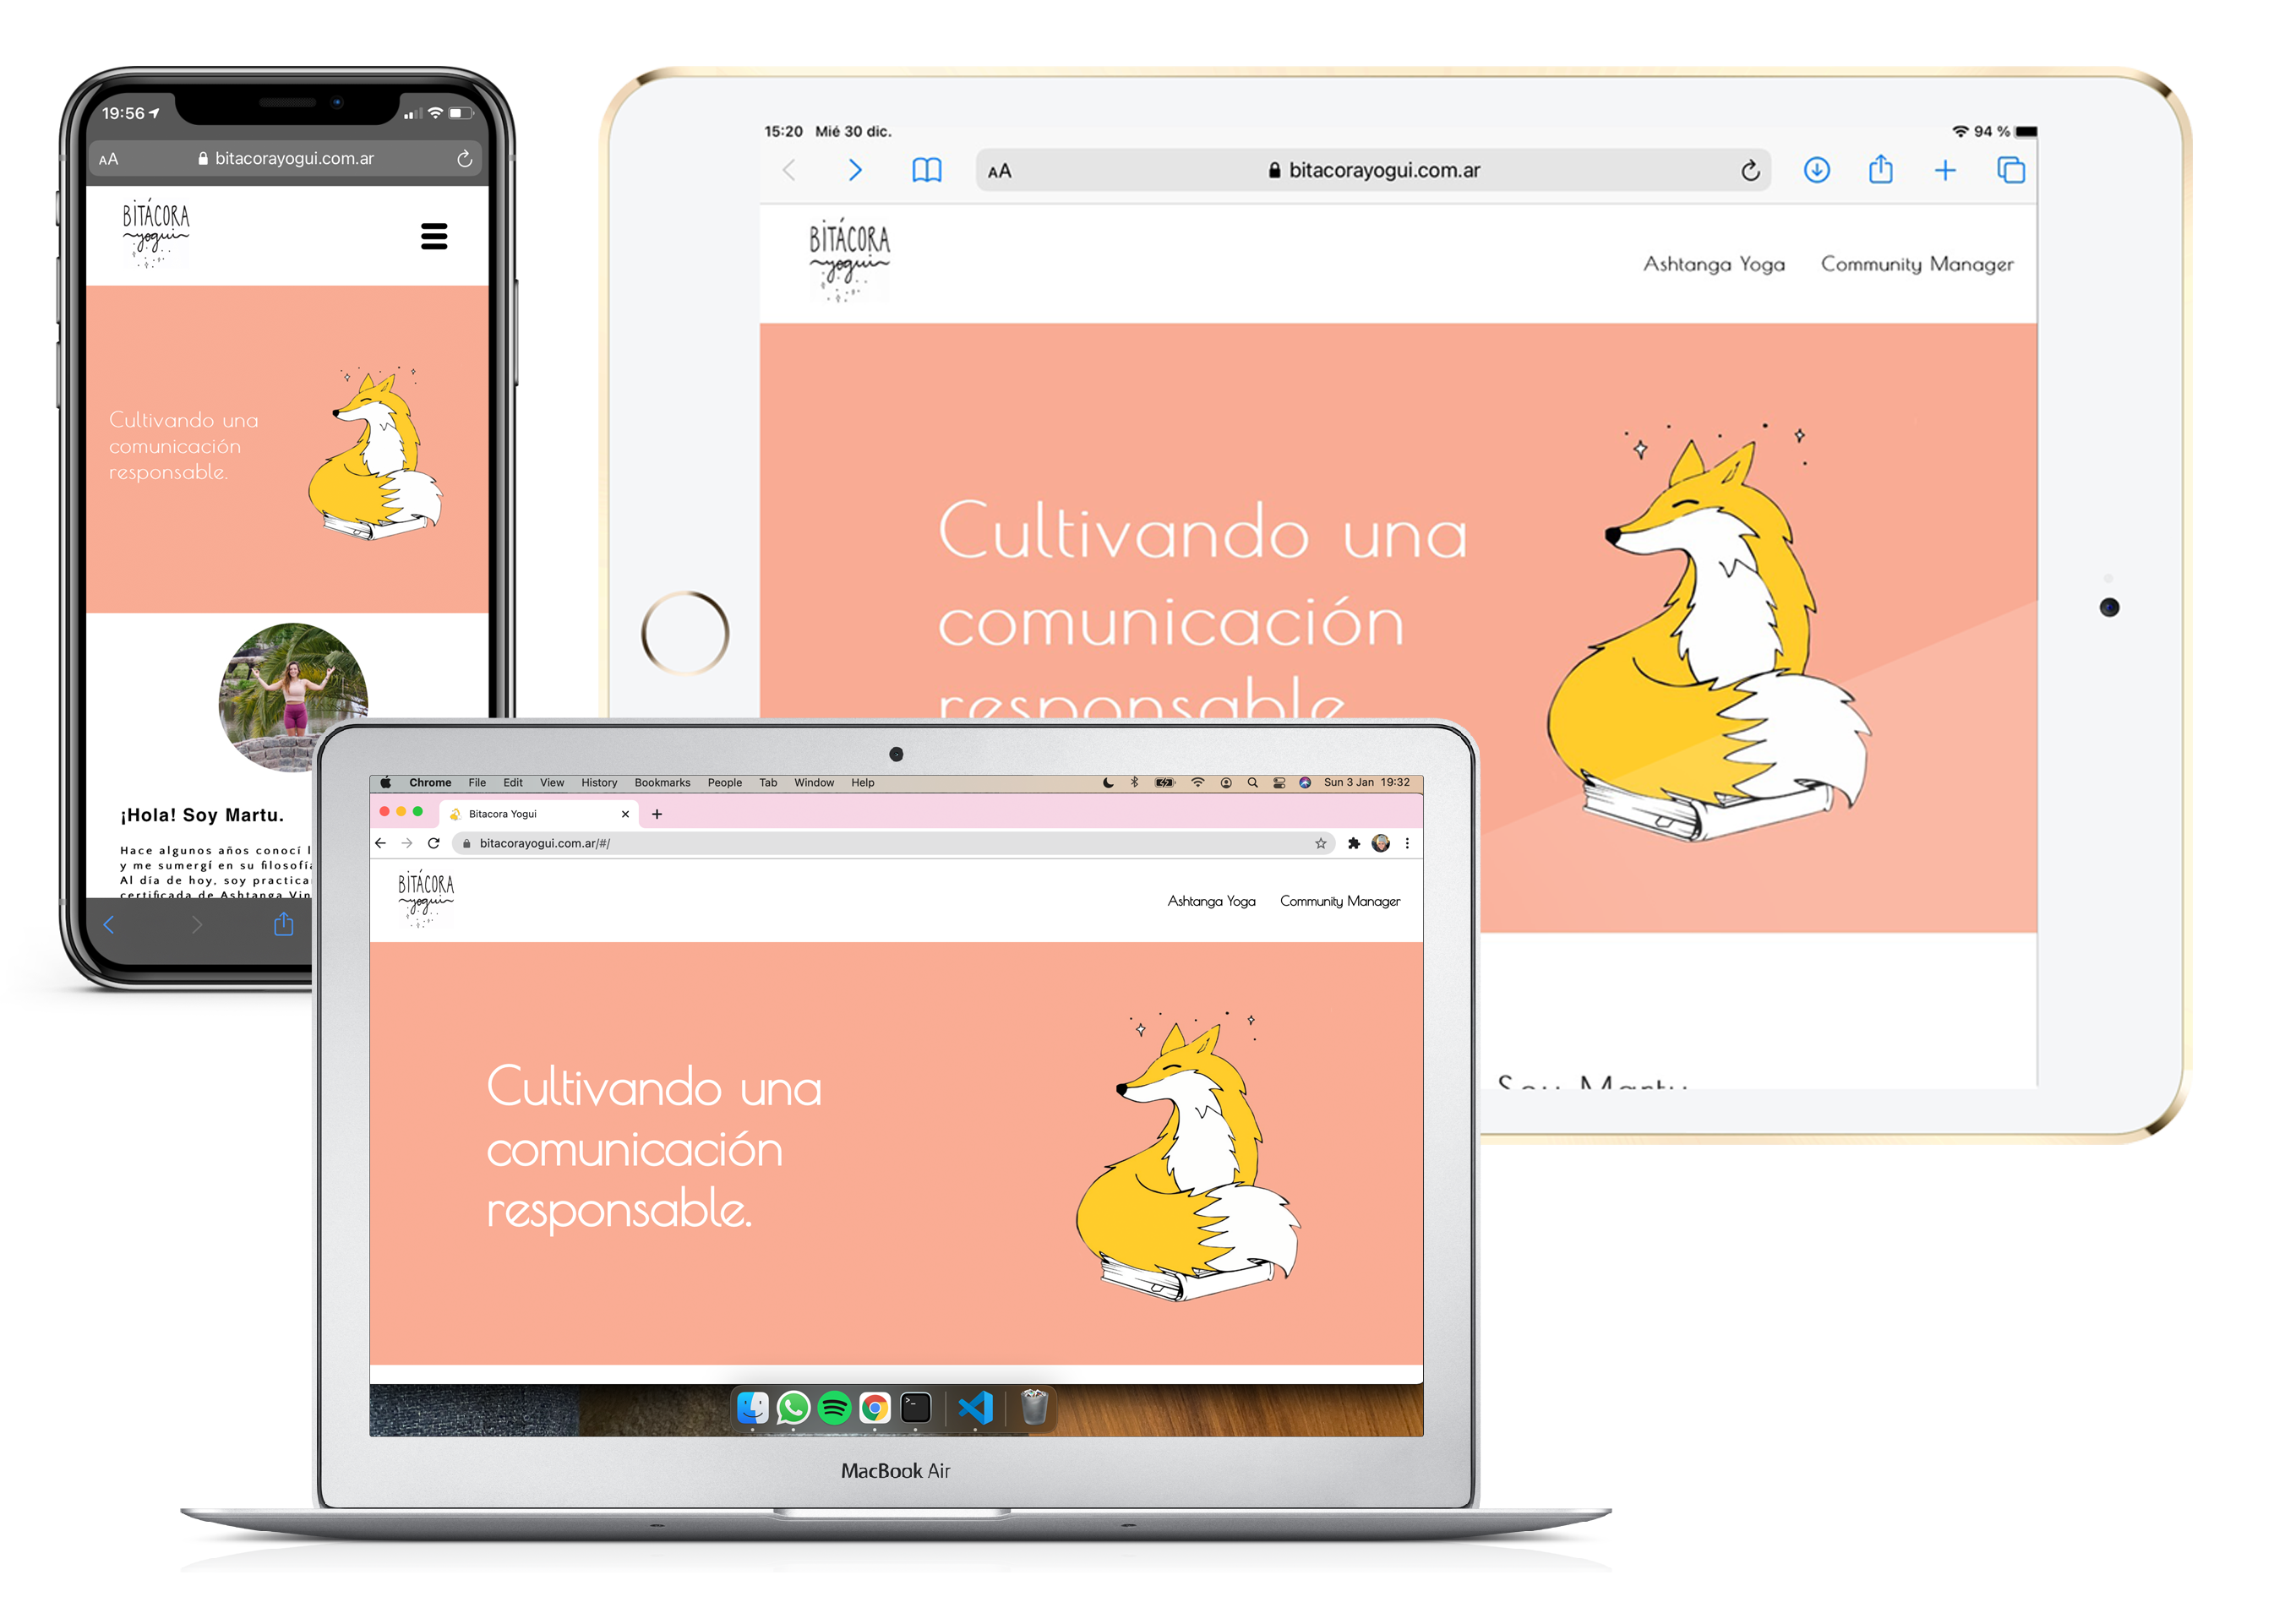 19:56
AA bitacorayogui.com.ar
BITÁCORA
yogui
Cultivando una
comunicación
responsable.
¡Hola! Soy Martu.
Hace algunos años conocí
y me sumergí en su filosofía
Al día de hoy, soy
certificada de Ashtanga
15:20 Mié 30 dic. 94 %
AA bitacorayogui.com.ar
BITÁCORA
yogui
Ashtanga Yoga Community Manager
Cultivando una
comunicación
responsable
Soy Martu
Chrome File Edit View History Bookmarks People Tab Window Help Sun 3 Jan 19:32
Bitacora Yogui
bitacorayogui.com.ar/#/
BITÁCORA
yogui
Ashtanga Yoga Community Manager
Cultivando una
comunicación
responsable.
MacBook Air